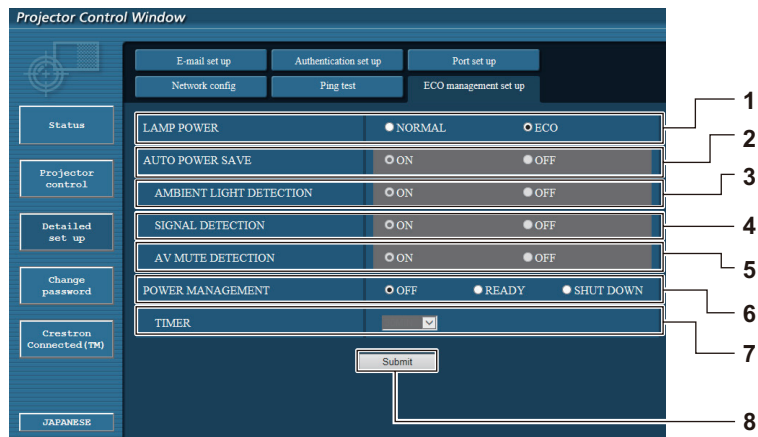 Projector Control Window
E-mail set up
Authentication set up
Port set up
Network config
Ping test
ECO management set up
Status
Projector
control
Detailed
set up
Change
password
Crestron
Connected(TM)
JAPANESE
LAMP POWER NORMAL ECO 1
AUTO POWER SAVE ON OFF 2
AMBIENT LIGHT DETECTION ON OFF 3
SIGNAL DETECTION ON OFF 4
AV MUTE DETECTION ON OFF 5
POWER MANAGEMENT OFF READY SHUT DOWN 6
TIMER 7
Submit 8